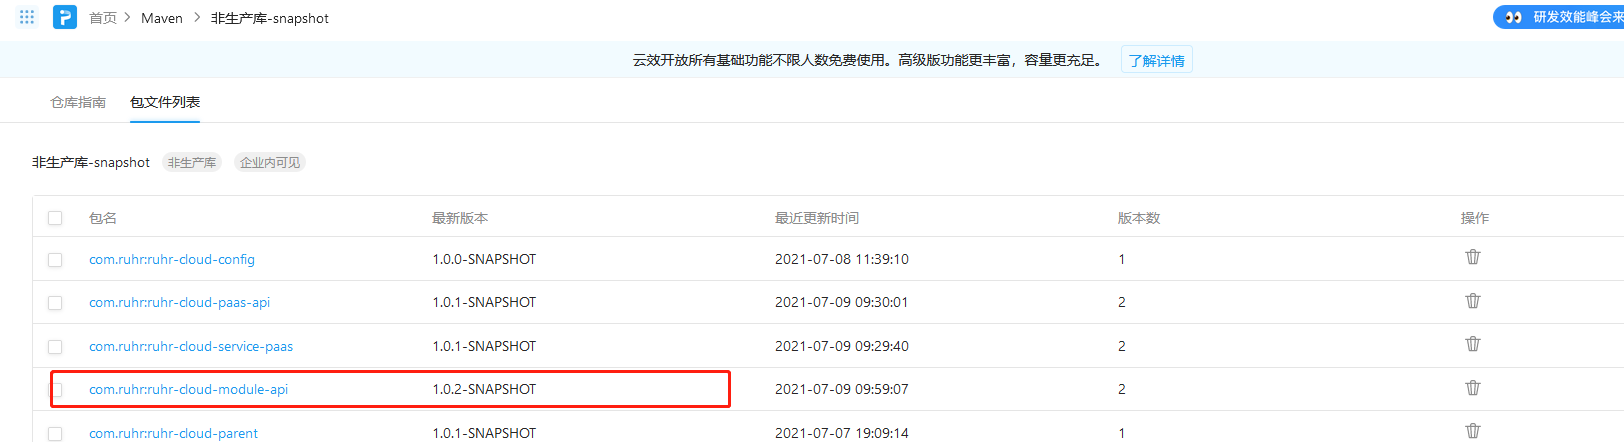 首页 > Maven > 非生产库-snapshot
研发效能峰会来
云效开放所有基础功能不限人数免费使用。高级版功能更丰富，容量更充足。 了解详情
仓库指南 包文件列表
非生产库-snapshot 非生产库 企业内可见
包名 最新版本 最近更新时间 版本数 操作
com.ruhr:ruhr-cloud-config 1.0.0-SNAPSHOT 2021-07-08 11:39:10 1
com.ruhr:ruhr-cloud-paas-api 1.0.1-SNAPSHOT 2021-07-09 09:30:01 2
com.ruhr:ruhr-cloud-service-paas 1.0.1-SNAPSHOT 2021-07-09 09:29:40 2
com.ruhr:ruhr-cloud-module-api 1.0.2-SNAPSHOT 2021-07-09 09:59:07 2
com.ruhr:ruhr-cloud-parent 1.0.1-SNAPSHOT 2021-07-07 19:09:14 1